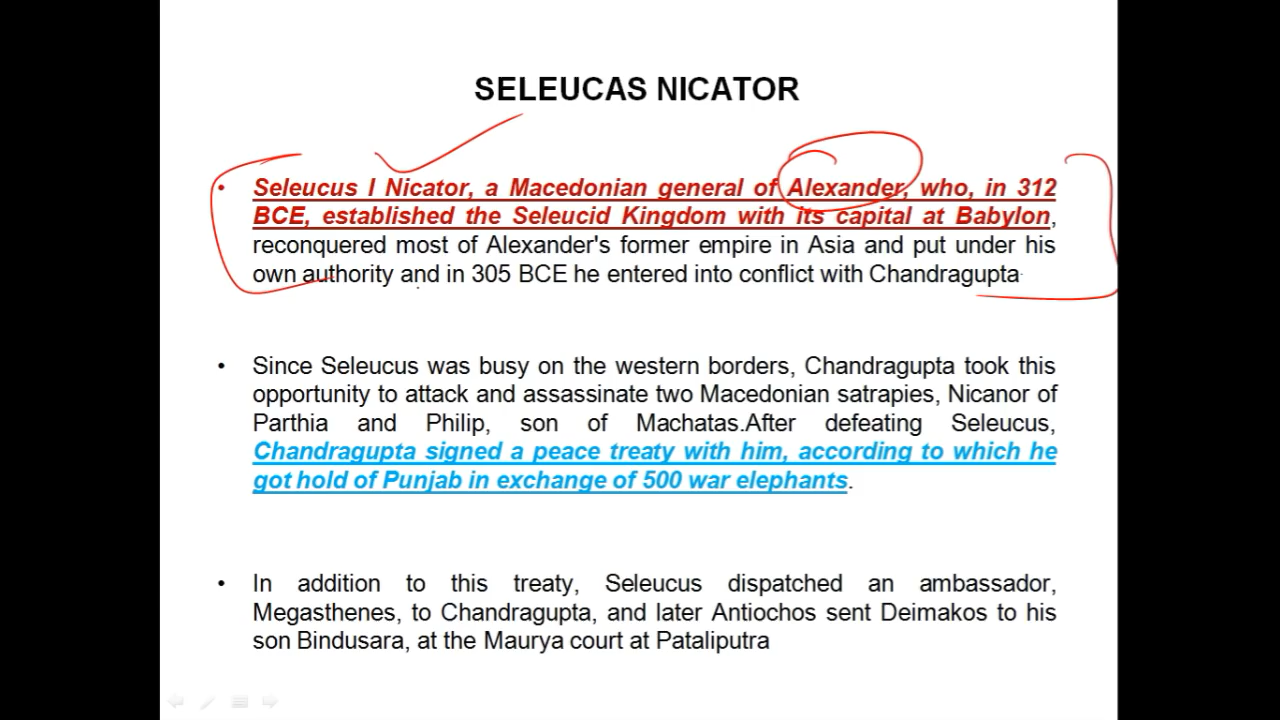 SELEUCAS NICATOR
• Seleucus I Nicator, a Macedonian general of Alexander, who, in 312
BCE, established the Seleucid Kingdom with its capital at Babylon,
reconquered most of Alexander's former empire in Asia and put under his
own authority and in 305 BCE he entered into conflict with Chandragupta
• Since Seleucus was busy on the western borders, Chandragupta took this
opportunity to attack and assassinate two Macedonian satrapies, Nicanor of
Parthia and Philip, son of Machatas.After defeating Seleucus,
Chandragupta signed a peace treaty with him, according to which he
got hold of Punjab in exchange of 500 war elephants.
• In addition to this treaty, Seleucus dispatched an ambassador,
Megasthenes, to Chandragupta, and later Antiochos sent Deimakos to his
son Bindusara, at the Maurya court at Pataliputra